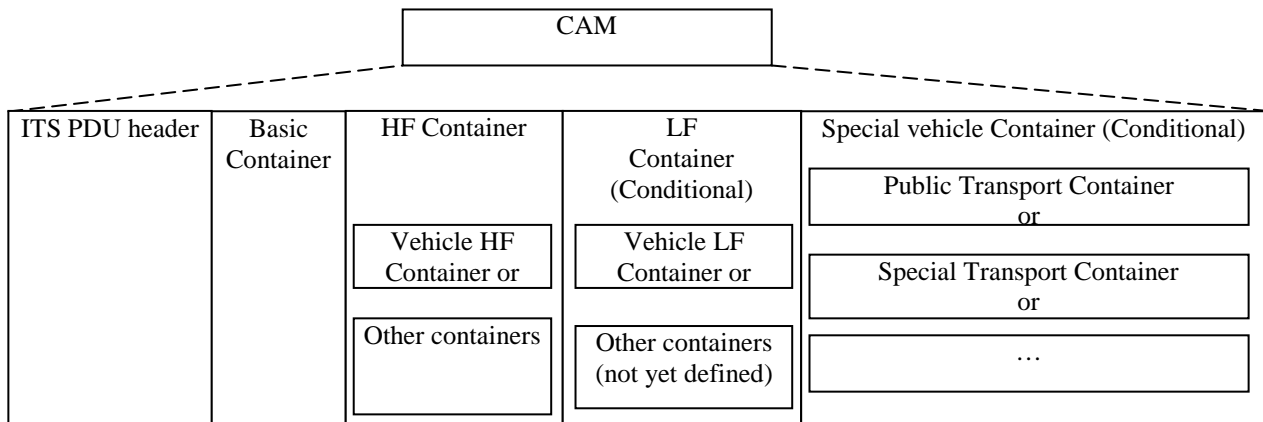 CAM
ITS PDU header
Basic
Container
HF Container
Vehicle HF
Container or
Other containers
LF
Container
(Conditional)
Vehicle LF
Container or
Other containers
(not yet defined)
Special vehicle Container (Conditional)
Public Transport Container
or
Special Transport Container
or
…